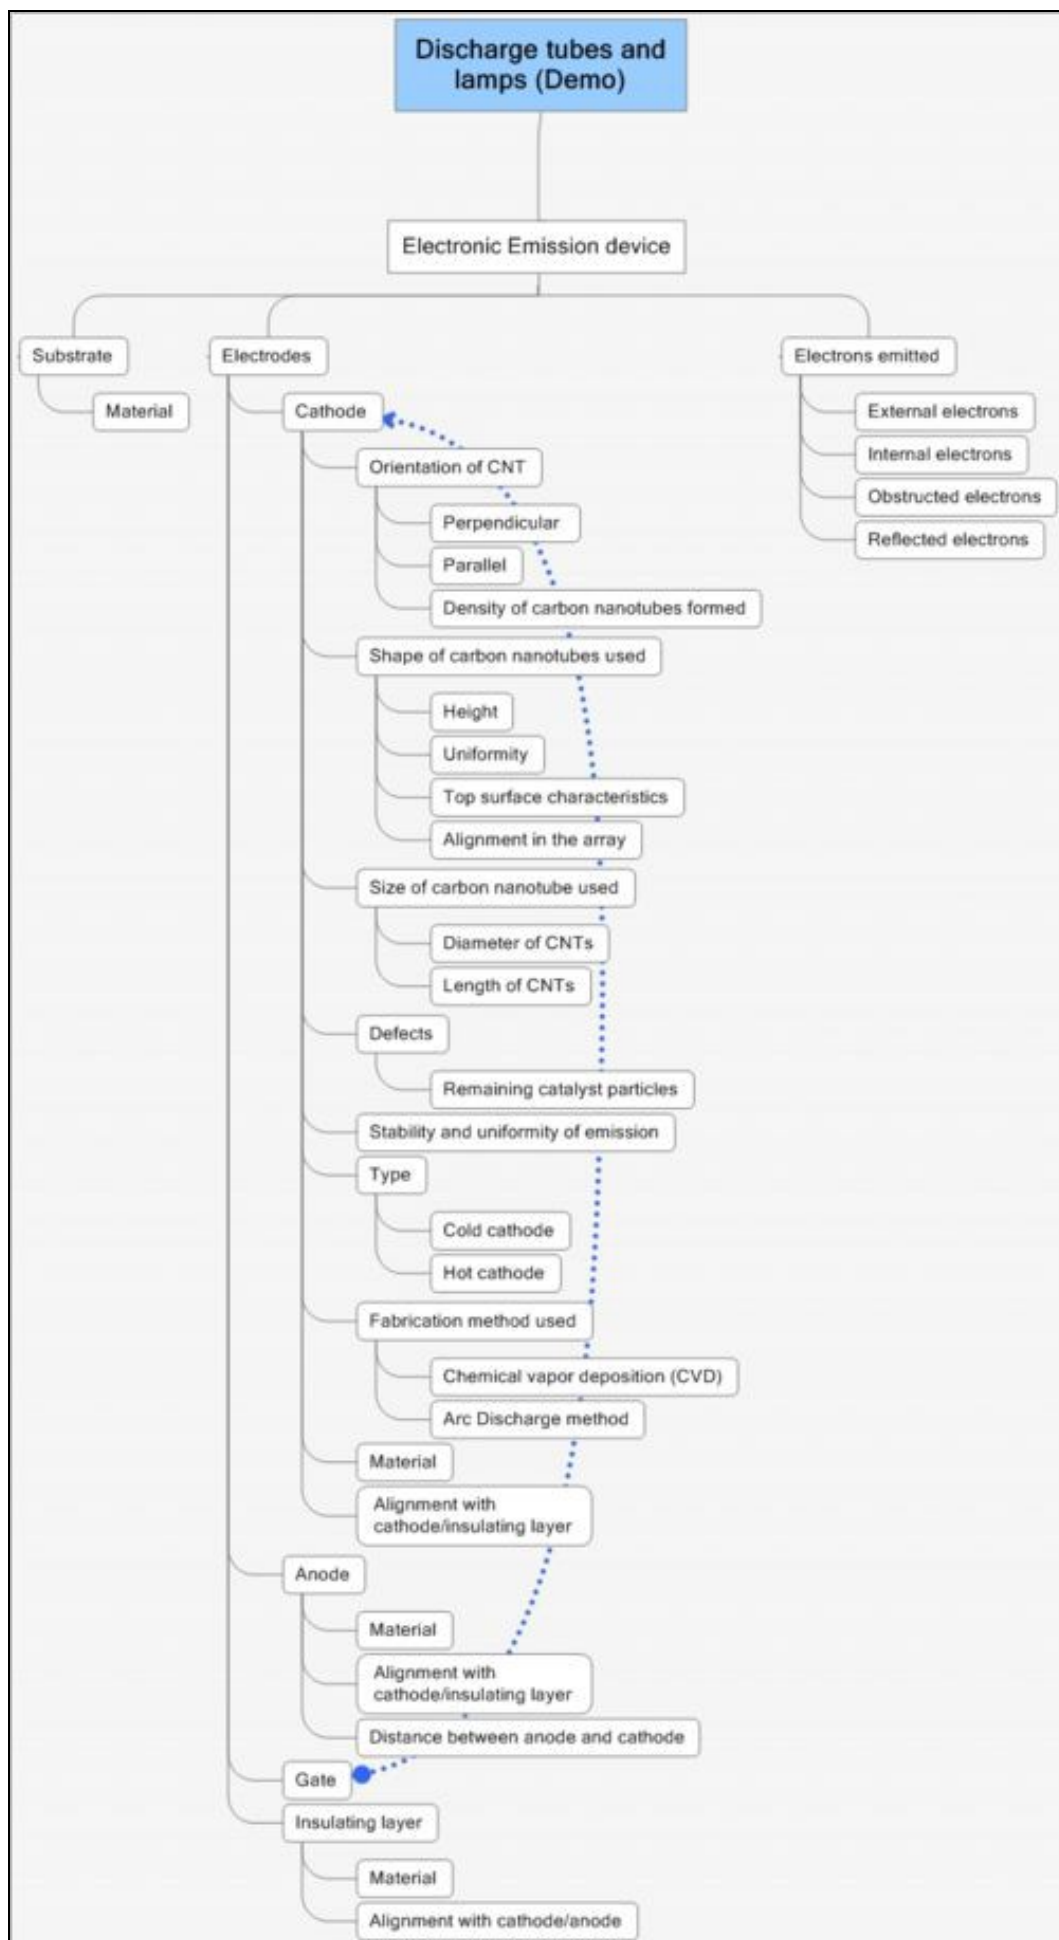 Discharge tubes and
lamps (Demo)
Electronic Emission device
Substrate
Material
Electrodes
Cathode
Orientation of CNT
Perpendicular
Parallel
Density of carbon nanotubes formed
Shape of carbon nanotubes used
Height
Uniformity
Top surface characteristics
Alignment in the array
Size of carbon nanotube used
Diameter of CNTs
Length of CNTs
Defects
Remaining catalyst particles
Stability and uniformity of emission
Type
Cold cathode
Hot cathode
Fabrication method used
Chemical vapor deposition (CVD)
Arc Discharge method
Material
Alignment with
cathode/insulating layer
Anode
Material
Alignment with
cathode/insulating layer
Distance between anode and cathode
Gate
Insulating layer
Material
Alignment with cathode/anode
Electrons emitted
External electrons
Internal electrons
Obstructed electrons
Reflected electrons